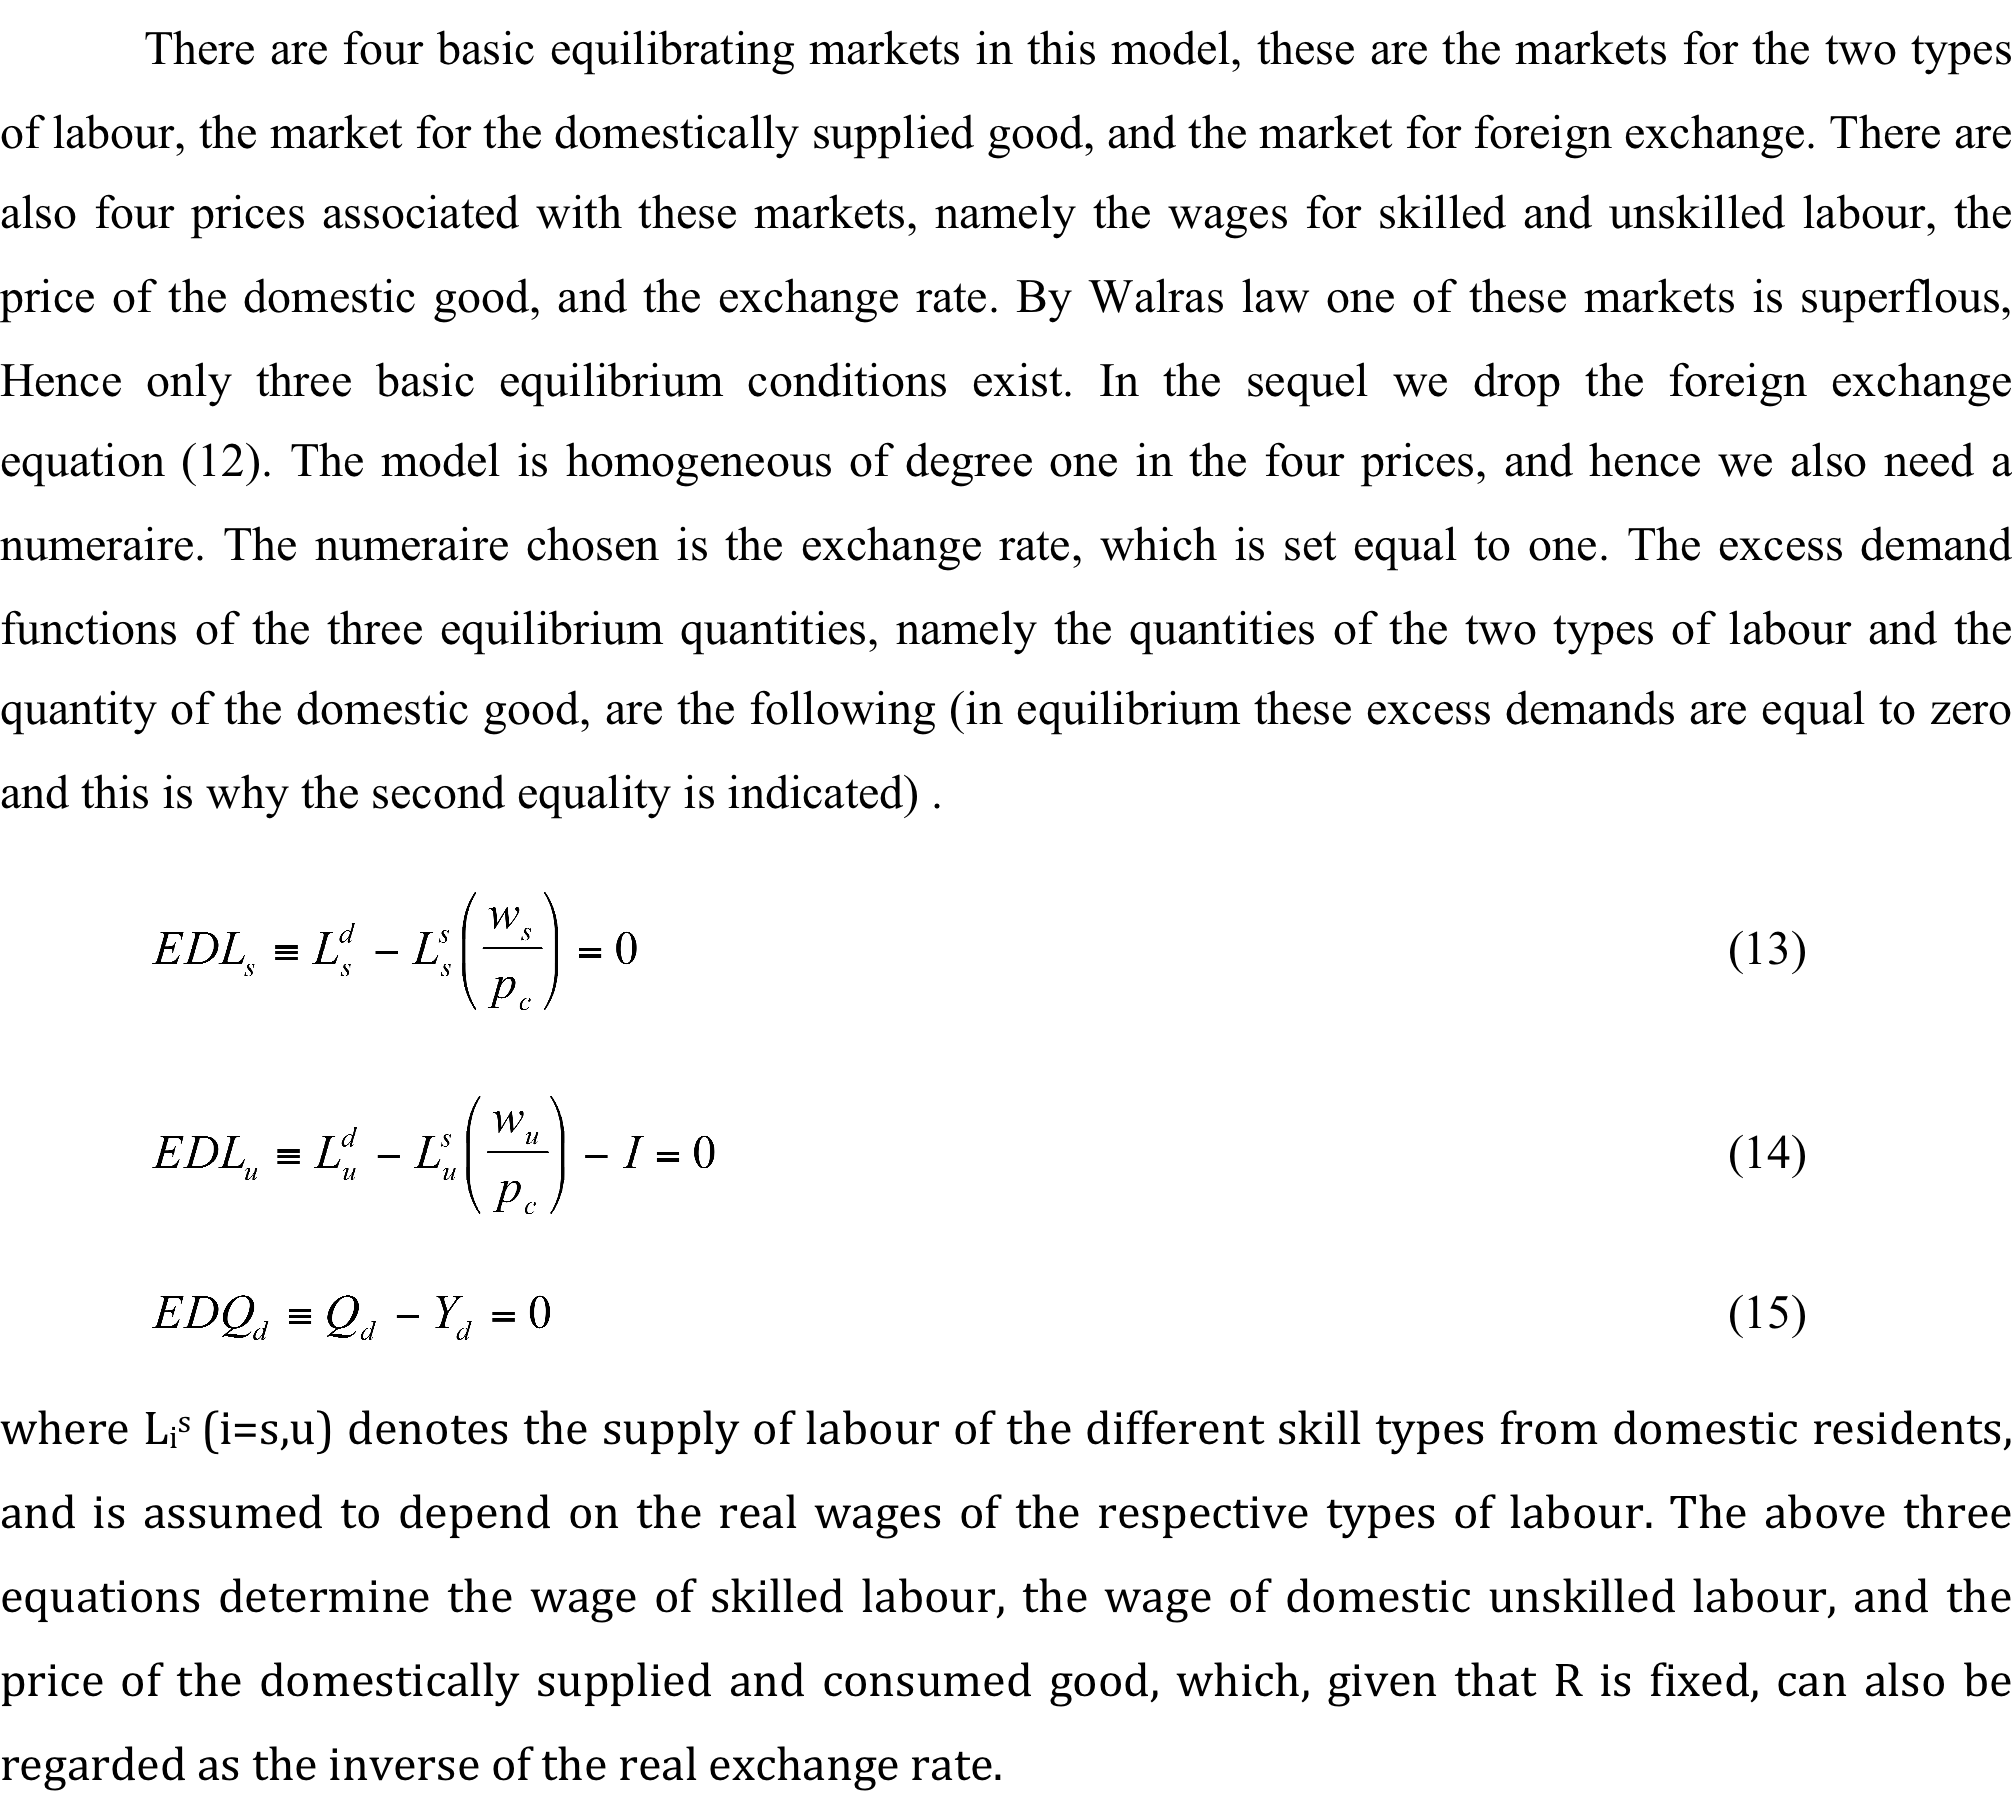 There are four basic equilibrating markets in this model, these are the markets for the two types
of labour, the market for the domestically supplied good, and the market for foreign exchange. There are
also four prices associated with these markets, namely the wages for skilled and unskilled labour, the
price of the domestic good, and the exchange rate. By Walras law one of these markets is superflous,
Hence only three basic equilibrium conditions exist. In the sequel we drop the foreign exchange
equation (12). The model is homogeneous of degree one in the four prices, and hence we also need a
numeraire. The numeraire chosen is the exchange rate, which is set equal to one. The excess demand
functions of the three equilibrium quantities, namely the quantities of the two types of labour and the
quantity of the domestic good, are the following (in equilibrium these excess demands are equal to zero
and this is why the second equality is indicated) .
$EDL_s \equiv L_s^d - L_s^s \left( \frac{w_s}{p_c} \right) = 0$ (13)
$EDL_u \equiv L_u^d - L_u^s \left( \frac{w_u}{p_c} \right) - I = 0$ (14)
$EDQ_d \equiv Q_d - Y_d = 0$ (15)
where L$_i$$^s$ (i=s,u) denotes the supply of labour of the different skill types from domestic residents,
and is assumed to depend on the real wages of the respective types of labour. The above three
equations determine the wage of skilled labour, the wage of domestic unskilled labour, and the
price of the domestically supplied and consumed good, which, given that R is fixed, can also be
regarded as the inverse of the real exchange rate.